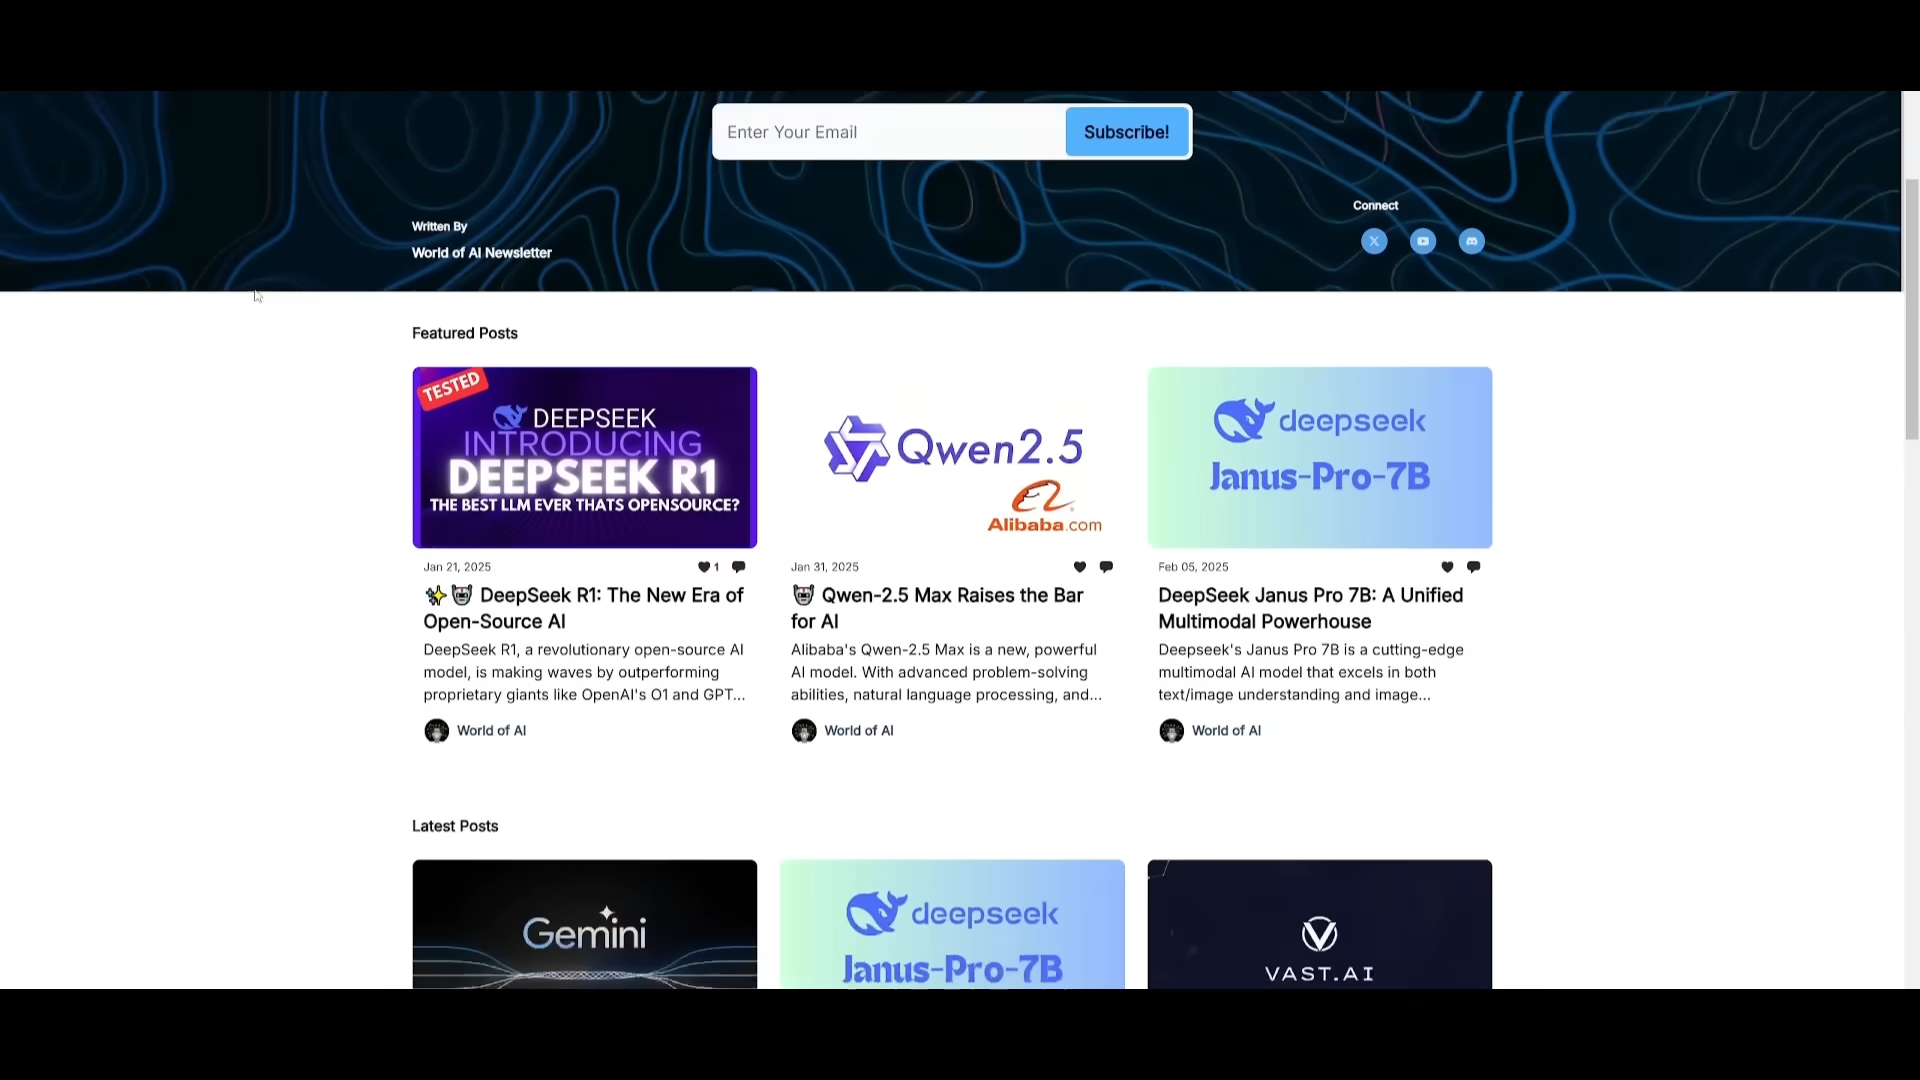 Enter Your Email
Subscribe!
Connect
Written By
World of AI Newsletter
Featured Posts
TESTED
DEEPSEEK
INTRODUCING
DEEPSEEK R1
THE BEST LLM EVER THATS OPENSOURCE?
Qwen2.5
Alibaba.com
deepseek
Janus-Pro-7B
Jan 21, 2025
1
DeepSeek R1: The New Era of
Open-Source AI
DeepSeek R1, a revolutionary open-source AI
model, is making waves by outperforming
proprietary giants like OpenAI's O1 and GPT...
World of AI
Jan 31, 2025
Qwen-2.5 Max Raises the Bar
for AI
Alibaba's Qwen-2.5 Max is a new, powerful
AI model. With advanced problem-solving
abilities, natural language processing, and...
World of AI
Feb 05, 2025
DeepSeek Janus Pro 7B: A Unified
Multimodal Powerhouse
Deepseek's Janus Pro 7B is a cutting-edge
multimodal AI model that excels in both
text/image understanding and image...
World of AI
Latest Posts
Gemini
deepseek
Janus-Pro-7B
VAST.AI